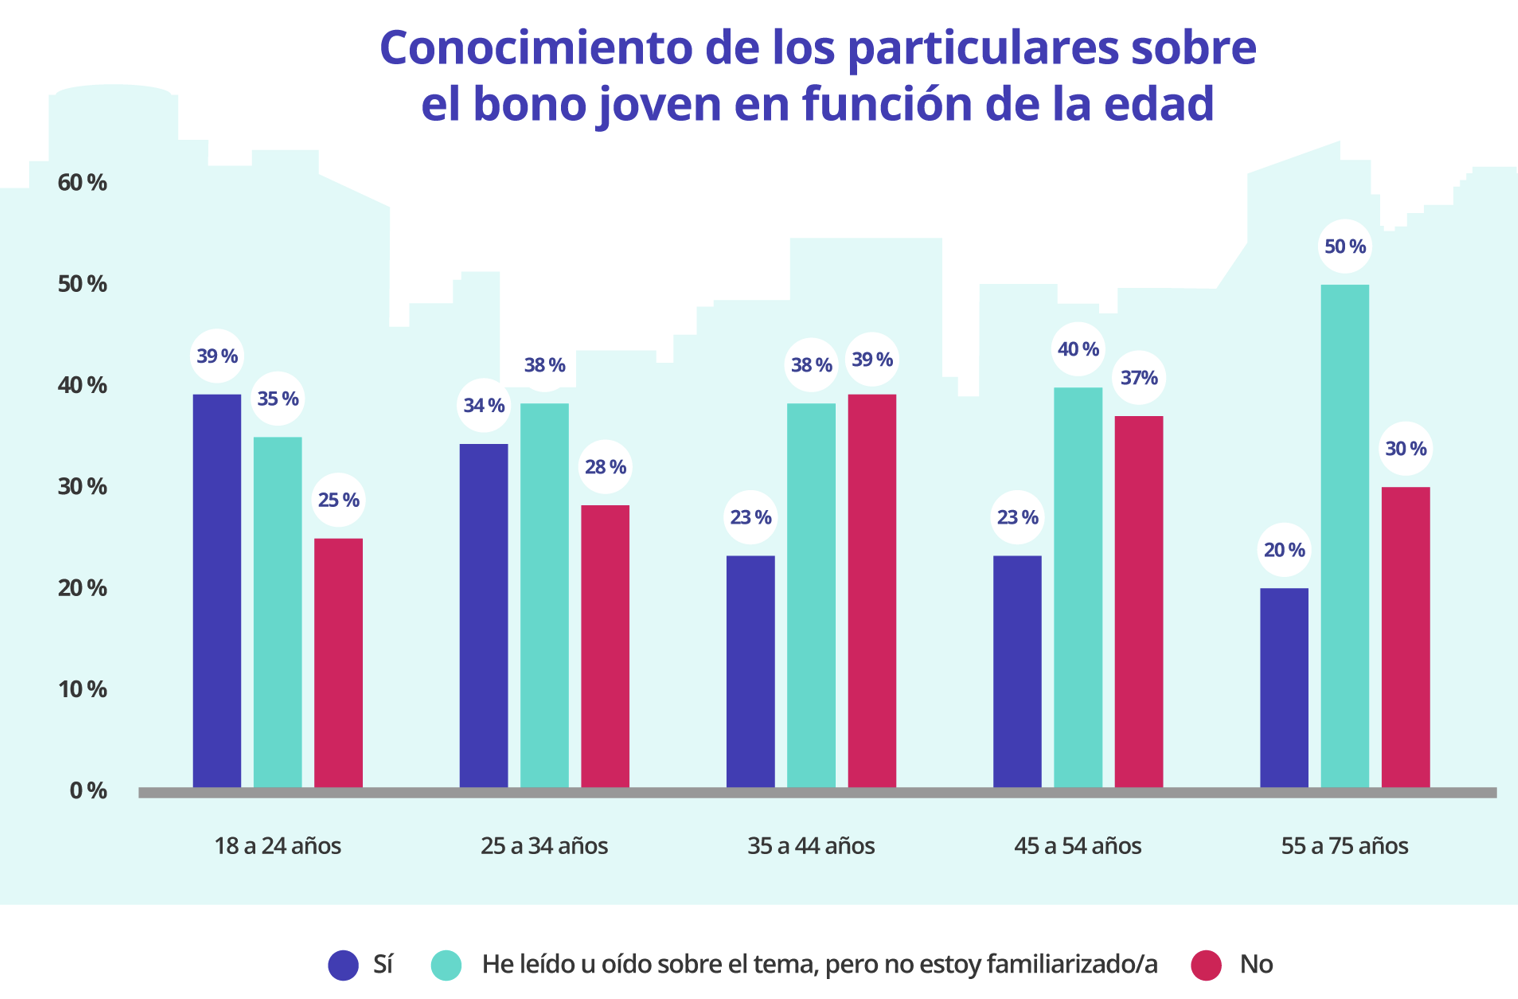 Conocimiento de los particulares sobre
el bono joven en función de la edad
60 %
50 %
40 %
30 %
20 %
10 %
0 %
39 %
35 %
25 %
34 %
38 %
28 %
23 %
38 %
39 %
23 %
40 %
37%
20 %
50 %
30 %
18 a 24 años
25 a 34 años
35 a 44 años
45 a 54 años
55 a 75 años
Sí
He leído u oído sobre el tema, pero no estoy familiarizado/a
No